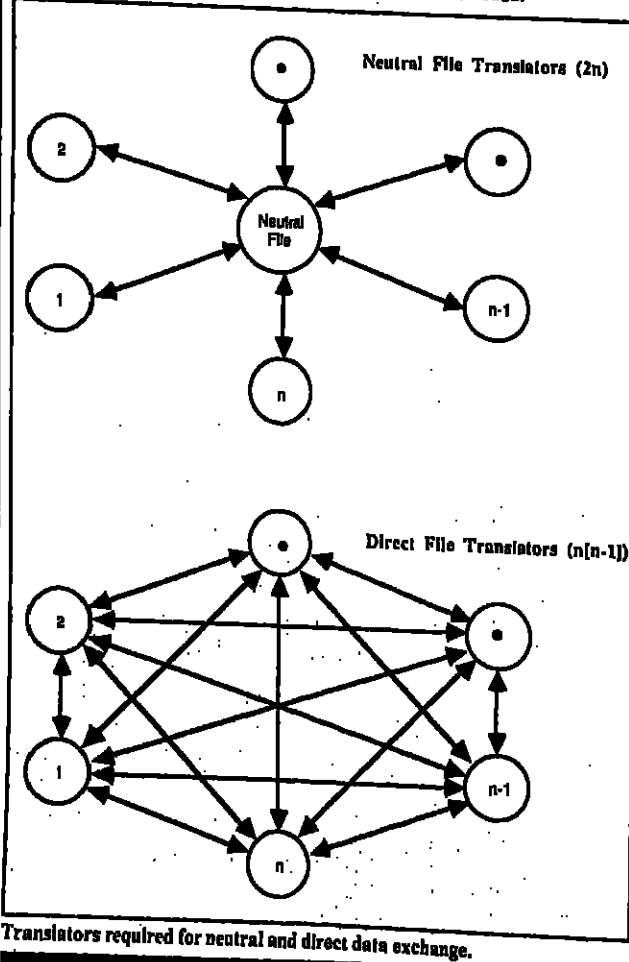 Neutral File Translators (2n)
2
Neutral
File
1
n-1
n
Direct File Translators (n[n-1])
2
1
n-1
n
Translators required for neutral and direct data exchange.